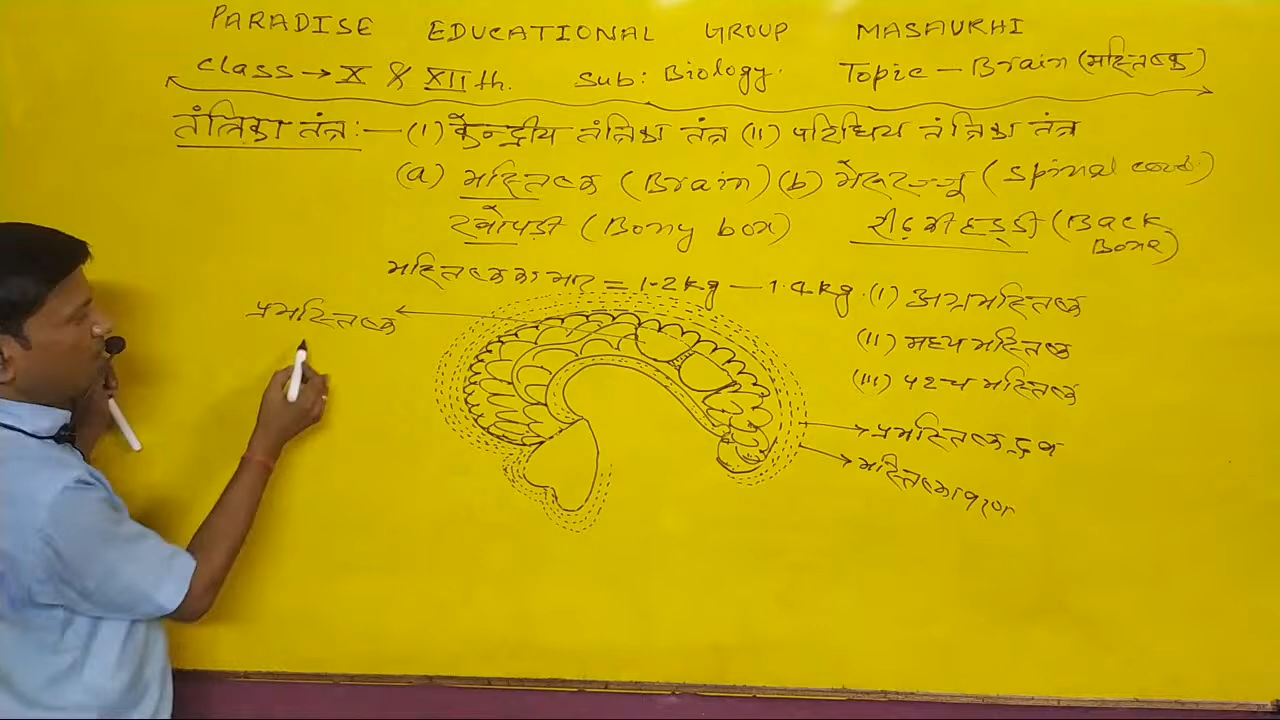 PARADISE EDUCATIONAL GROUP MASAURHI
Class → X & XII th. Sub: Biology. Topic – Brain (मस्तिष्क)
तंत्रिका तंत्र :— (i) केन्द्रीय तंत्रिका तंत्र (ii) परिधिय तंत्रिका तंत्र
(a) मस्तिष्क (Brain) (b) मेरूरज्जू (Spinal cord)
खोपड़ी (Bony box) रीढ़ की हड्डी (Back Bone)
मस्तिष्क का भार = 1.2 kg – 1.4 kg. (i) अग्रमस्तिष्क
(ii) मध्य मस्तिष्क
(iii) पश्च मस्तिष्क
प्रमस्तिष्क
प्रमस्तिष्क द्रव
मस्तिष्कावरण